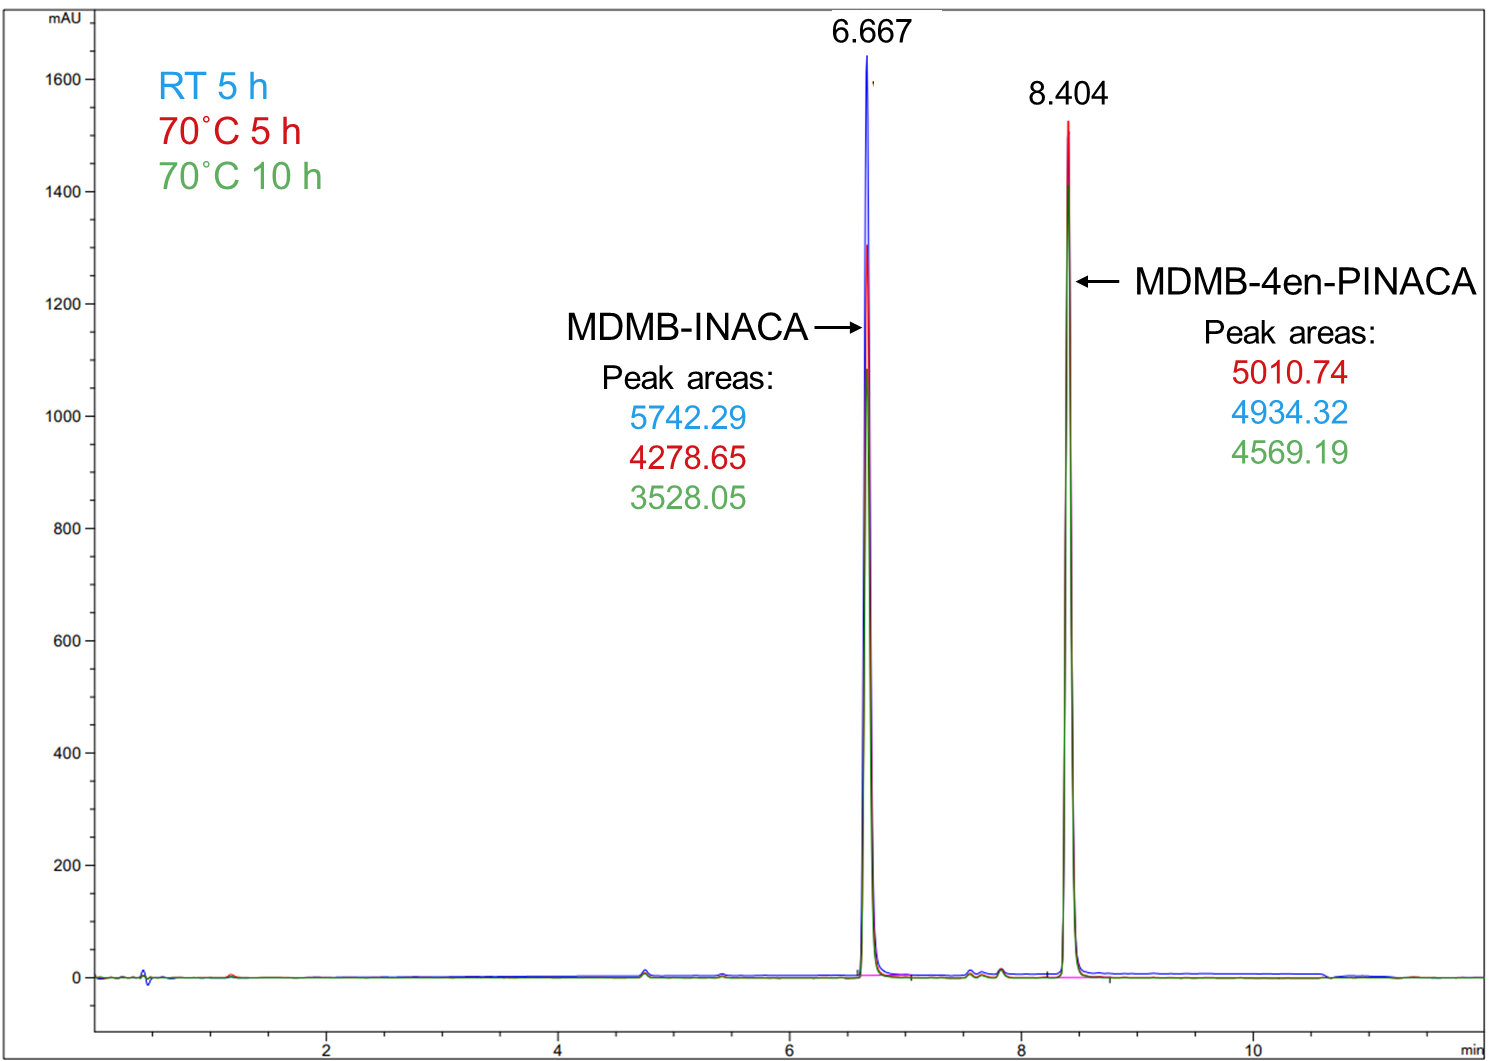 mAU
6.667
8.404
1600
1400
1200
1000
800
600
400
200
0
RT 5 h
70˚C 5 h
70˚C 10 h
MDMB-INACA
Peak areas:
5742.29
4278.65
3528.05
MDMB-4en-PINACA
Peak areas:
5010.74
4934.32
4569.19
2
4
6
8
10
min